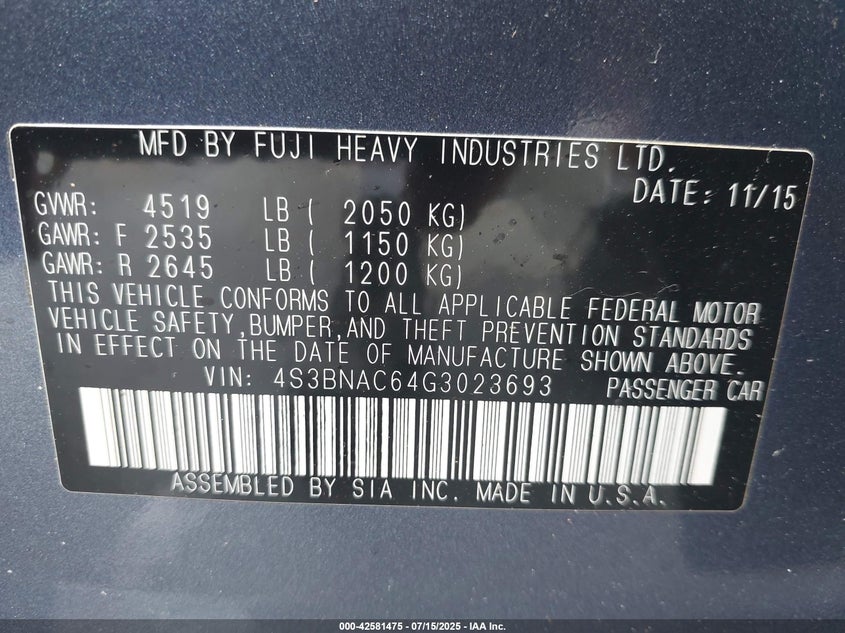 MFD BY FUJI HEAVY INDUSTRIES LTD.
DATE: 11/15
GVWR: 4519 LB ( 2050 KG)
GAWR: F 2535 LB ( 1150 KG)
GAWR: R 2645 LB ( 1200 KG)
THIS VEHICLE CONFORMS TO ALL APPLICABLE FEDERAL MOTOR
VEHICLE SAFETY,BUMPER,AND THEFT PREVENTION STANDARDS
IN EFFECT ON THE DATE OF MANUFACTURE SHOWN ABOVE.
VIN: 4S3BNAC64G3023693 PASSENGER CAR
ASSEMBLED BY SIA INC. MADE IN U.S.A.
000-42581475 - 07/15/2025 - IAA Inc.